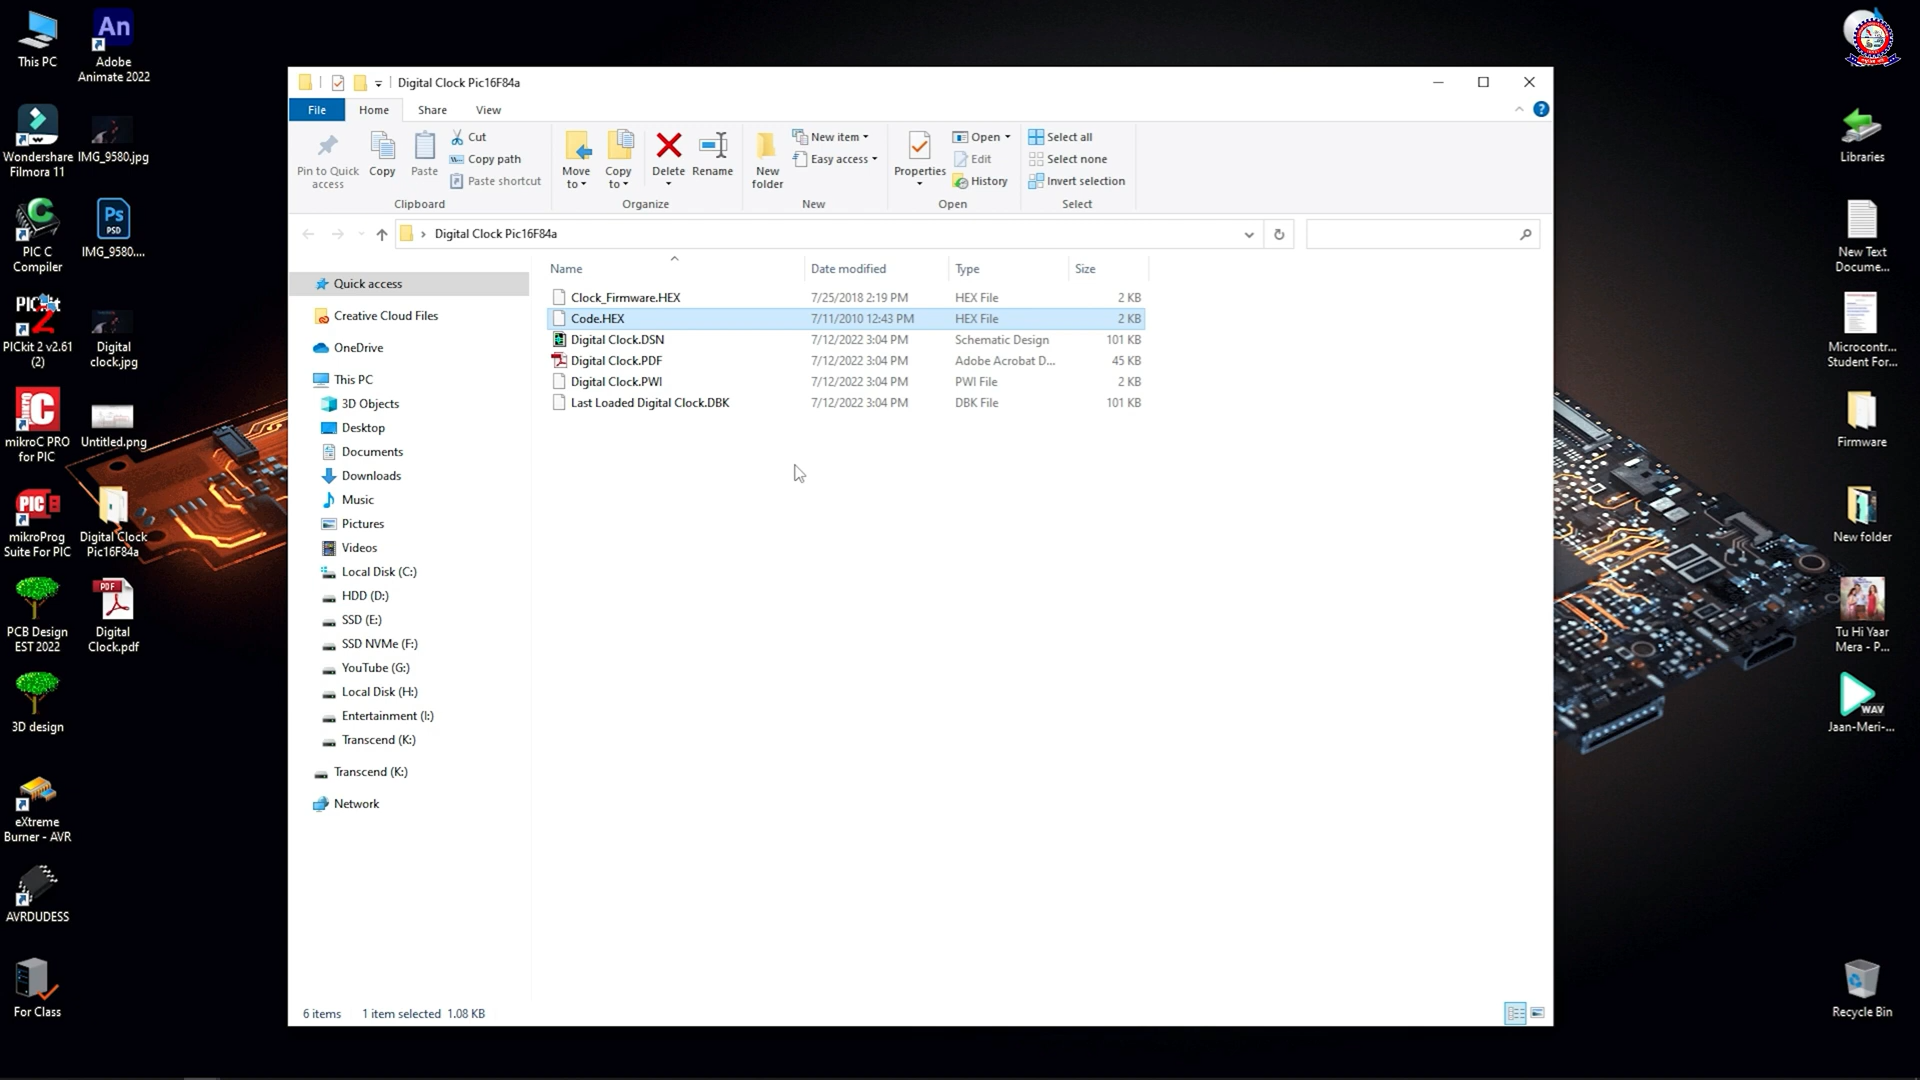 This PC
An
Adobe
Animate 2022
Wondershare
Filmora 11
IMG_9580.jpg
Ps
PSD
PIC C
Compiler
IMG_9580....
PICkit
2
PICkit 2 v2.61
(2)
Digital
clock.jpg
mikroC PRO
for PIC
Untitled.png
PIC
mikroProg
Suite For PIC
Digital Clock
Pic16F84a
PDF
PCB Design
EST 2022
Digital
Clock.pdf
3D design
eXtreme
Burner - AVR
AVRDUDESS
For Class
Digital Clock Pic16F84a
File
Home
Share
View
Pin to Quick
access
Copy
Paste
Cut
Copy path
Paste shortcut
Clipboard
Move
to
Copy
to
Delete
Rename
Organize
New
folder
New item
Easy access
New
Properties
Open
Edit
History
Open
Select all
Select none
Invert selection
Select
Digital Clock Pic16F84a
Name Date modified Type Size
Clock_Firmware.HEX 7/25/2018 2:19 PM HEX File 2 KB
Code.HEX 7/11/2010 12:43 PM HEX File 2 KB
Digital Clock.DSN 7/12/2022 3:04 PM Schematic Design 101 KB
Digital Clock.PDF 7/12/2022 3:04 PM Adobe Acrobat D... 45 KB
Digital Clock.PWI 7/12/2022 3:04 PM PWI File 2 KB
Last Loaded Digital Clock.DBK 7/12/2022 3:04 PM DBK File 101 KB
Quick access
Creative Cloud Files
OneDrive
This PC
3D Objects
Desktop
Documents
Downloads
Music
Pictures
Videos
Local Disk (C:)
HDD (D:)
SSD (E:)
SSD NVMe (F:)
YouTube (G:)
Local Disk (H:)
Entertainment (I:)
Transcend (K:)
Transcend (K:)
Network
6 items 1 item selected 1.08 KB
Libraries
New Text
Docume...
Microcontr...
Student For...
Firmware
New folder
Tu Hi Yaar
Mera - P...
WAV
Jaan-Meri-...
Recycle Bin